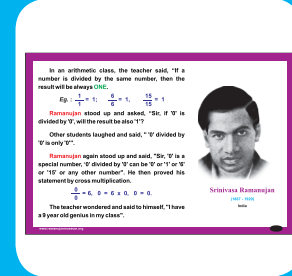 In an arithmetic class, the teacher said, "If a
number is divided by the same number, then the
result will be always ONE.
Eg. : 1/1 = 1; 6/6 = 1, 15/15 = 1
Ramanujan stood up and asked, "Sir, if '0' is
divided by '0', will the result be also '1'?
Other students laughed and said, " '0' divided by
'0' is only '0'".
Ramanujan again stood up and said, "Sir, '0' is a
special number, '0' divided by '0' can be '0' or '1' or '6'
or '15' or any other number". He then proved his
statement by cross multiplication.
0/0 = 6, 0 = 6 x 0, 0 = 0.
The teacher wondered and said to himself, "I have
a 9 year old genius in my class".
Srinivasa Ramanujan
(1887 - 1920)
India